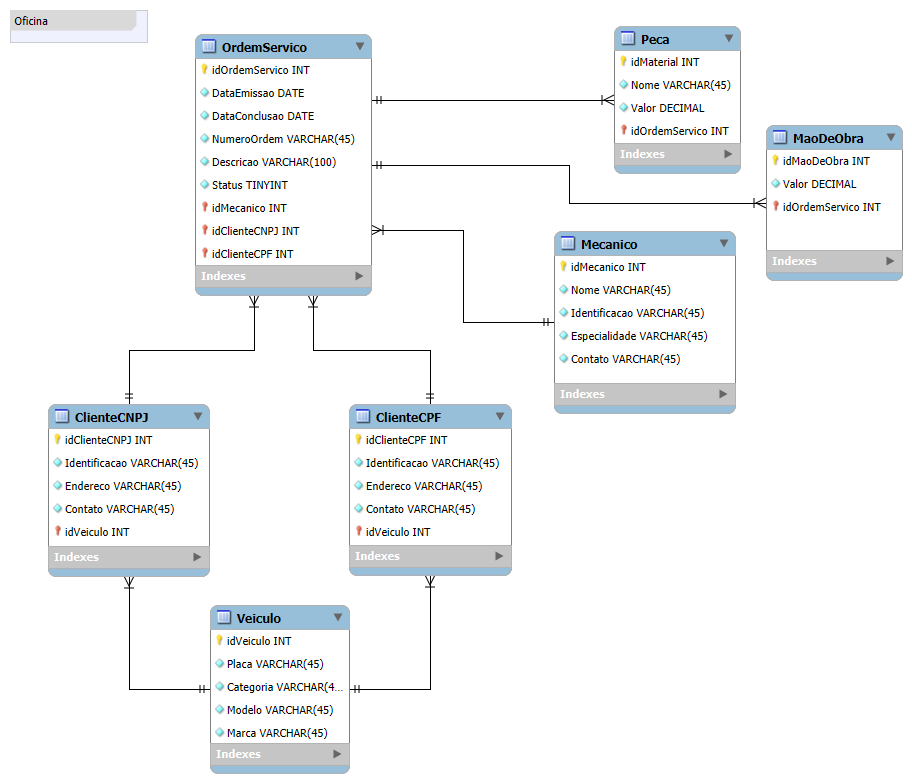 Oficina
OrdemServico
idOrdemServico INT
DataEmissao DATE
DataConclusao DATE
NumeroOrdem VARCHAR(45)
Descricao VARCHAR(100)
Status TINYINT
idMecanico INT
idClienteCNPJ INT
idClienteCPF INT
Indexes
Peca
idMaterial INT
Nome VARCHAR(45)
Valor DECIMAL
idOrdemServico INT
Indexes
MaoDeObra
idMaoDeObra INT
Valor DECIMAL
idOrdemServico INT
Indexes
Mecanico
idMecanico INT
Nome VARCHAR(45)
Identificacao VARCHAR(45)
Especialidade VARCHAR(45)
Contato VARCHAR(45)
Indexes
ClienteCNPJ
idClienteCNPJ INT
Identificacao VARCHAR(45)
Endereco VARCHAR(45)
Contato VARCHAR(45)
idVeiculo INT
Indexes
ClienteCPF
idClienteCPF INT
Identificacao VARCHAR(45)
Endereco VARCHAR(45)
Contato VARCHAR(45)
idVeiculo INT
Indexes
Veiculo
idVeiculo INT
Placa VARCHAR(45)
Categoria VARCHAR(4...
Modelo VARCHAR(45)
Marca VARCHAR(45)
Indexes